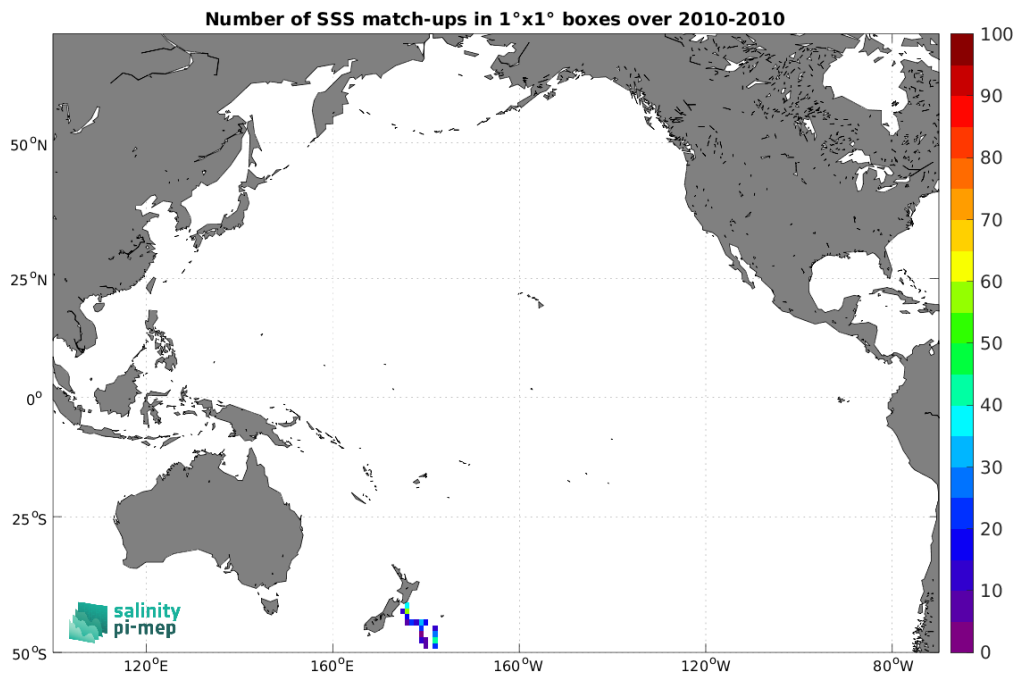 Number of SSS match-ups in 1°x1° boxes over 2010-2010
100
90
80
70
60
50
40
30
20
10
0
50°N
25°N
0°
25°S
50°S
120°E
160°E
160°W
120°W
80°W
salinity
pi-mep